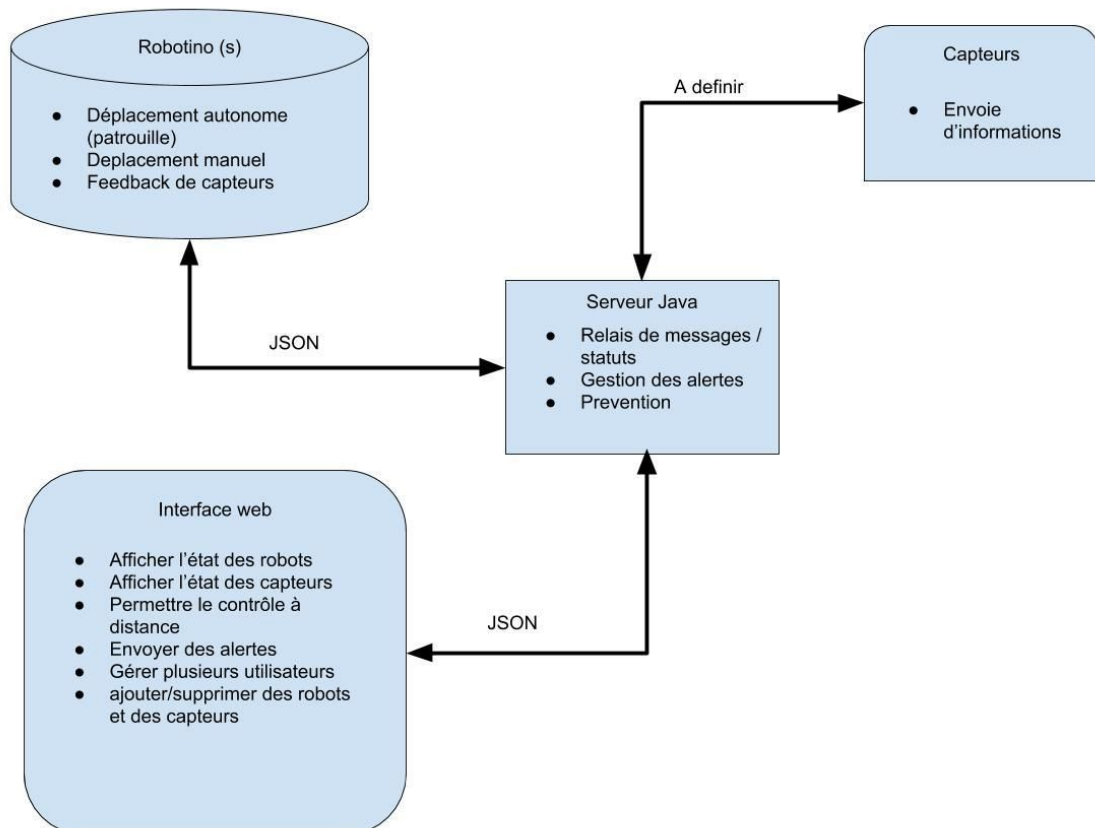 Robotino (s)
● Déplacement autonome
(patrouille)
● Deplacement manuel
● Feedback de capteurs
A definir
Capteurs
● Envoie
d'informations
JSON
Serveur Java
● Relais de messages /
statuts
● Gestion des alertes
● Prevention
Interface web
● Afficher l'état des robots
● Afficher l'état des capteurs
● Permettre le contrôle à
distance
● Envoyer des alertes
● Gérer plusieurs utilisateurs
● ajouter/supprimer des robots
et des capteurs
JSON